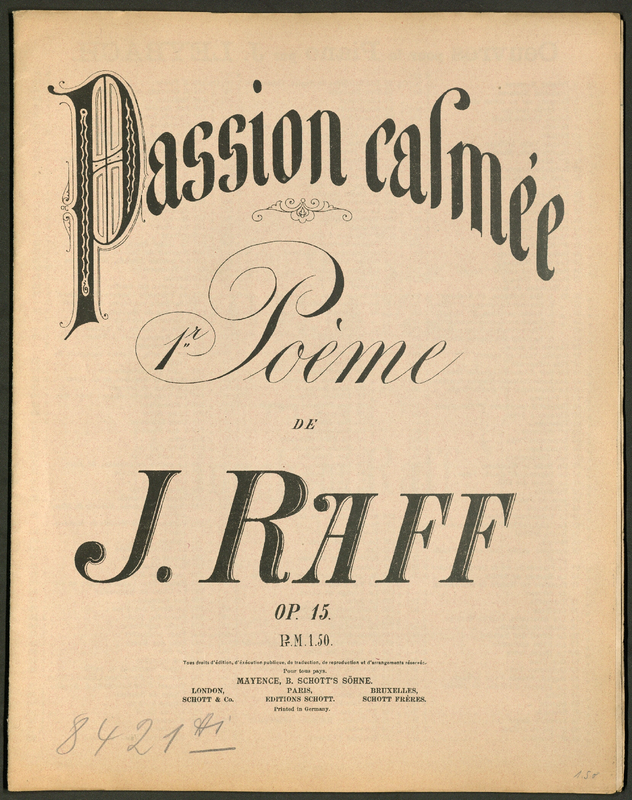 Passion calmée
1r Poème
DE
J. RAFF
OP. 15.
Pr. M. 1.50.
Tous droits d'édition, d'exécution publique, de traduction, de reproduction et d'arrangements réservés.
Pour tous pays.
MAYENCE, B. SCHOTT'S SÖHNE.
LONDON, PARIS, BRUXELLES,
SCHOTT & Co. EDITIONS SCHOTT. SCHOTT FRÈRES.
Printed in Germany.
8421
1.50